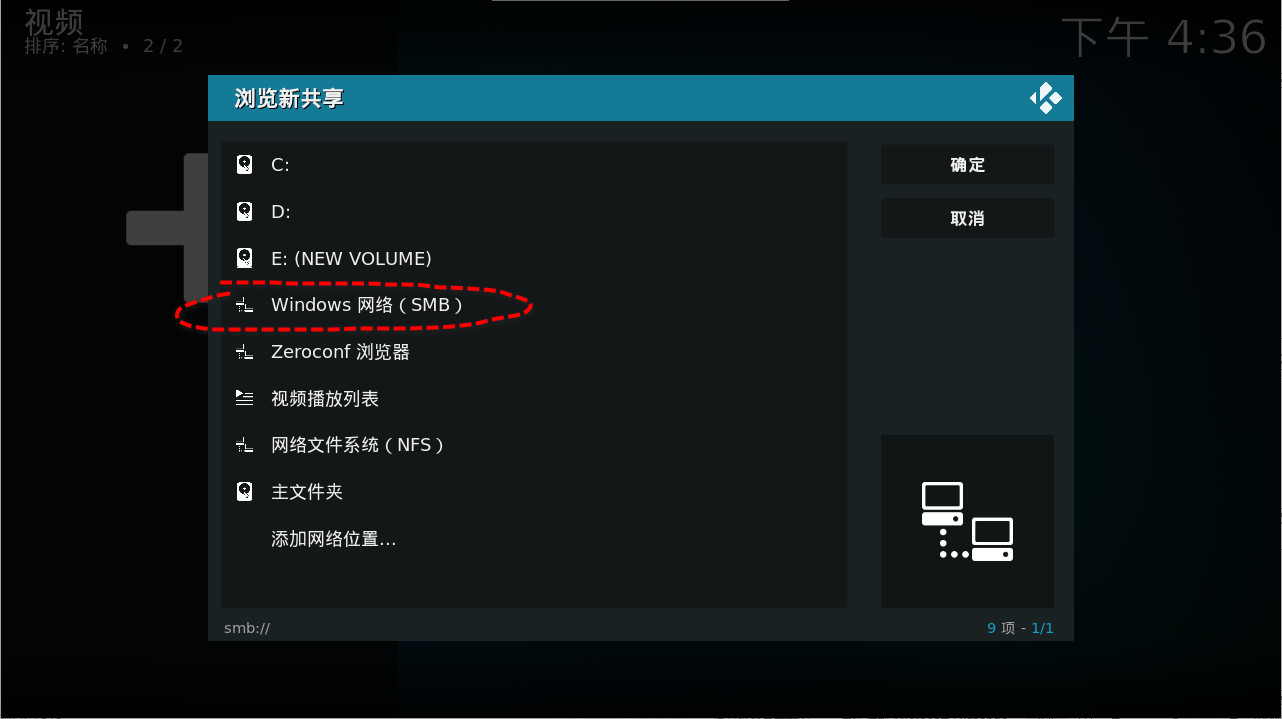 视频
排序: 名称 • 2 / 2
下午 4:36
浏览新共享
C:
D:
E: (NEW VOLUME)
Windows 网络（SMB）
Zeroconf 浏览器
视频播放列表
网络文件系统（NFS）
主文件夹
添加网络位置...
确定
取消
smb://
9 项 - 1/1